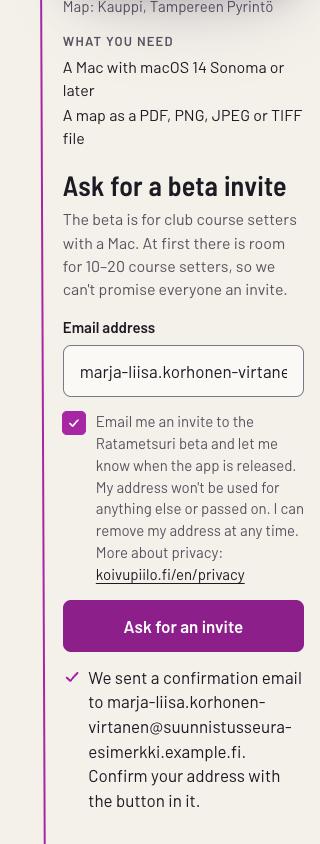 Map: Kauppi, Tampereen Pyrintö
WHAT YOU NEED
A Mac with macOS 14 Sonoma or
later
A map as a PDF, PNG, JPEG or TIFF
file
Ask for a beta invite
The beta is for club course setters
with a Mac. At first there is room
for 10–20 course setters, so we
can't promise everyone an invite.
Email address
marja-liisa.korhonen-virtane
Email me an invite to the
Ratametsuri beta and let me
know when the app is released.
My address won't be used for
anything else or passed on. I can
remove my address at any time.
More about privacy:
koivupiilo.fi/en/privacy
Ask for an invite
We sent a confirmation email
to marja-liisa.korhonen-
virtanen@suunnistusseura-
esimerkki.example.fi.
Confirm your address with
the button in it.